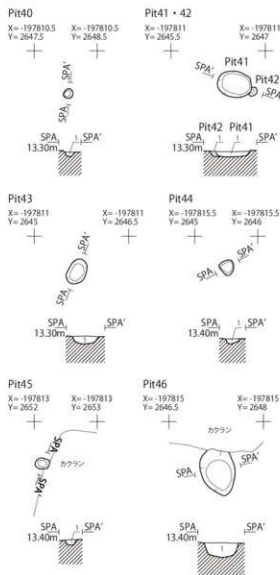 Pit40
X= -197810.5 X= -197810.5
Y= 2647.5 Y= 2648.5
SPA'
SPA
SPA SPA'
13.30m
1
Pit41・42
X= -197811 X= -197811
Y= 2645.5 Y= 2647
Pit41
SPA'
Pit42
SPA
Pit42 Pit41
SPA SPA'
1 1
13.30m
Pit43
X= -197811 X= -197811
Y= 2645 Y= 2646.5
SPA'
SPA
SPA SPA'
13.30m
1
Pit44
X= -197815.5 X= -197815.5
Y= 2645 Y= 2646
SPA'
SPA
SPA SPA'
1
13.40m
Pit45
X= -197813 X= -197813
Y= 2652 Y= 2653
SPA
カクラン
SPA'
SPA SPA'
13.40m
1
Pit46
X= -197815 X= -197815
Y= 2646.5 Y= 2648
カクラン
SPA SPA'
SPA SPA'
13.40m
1